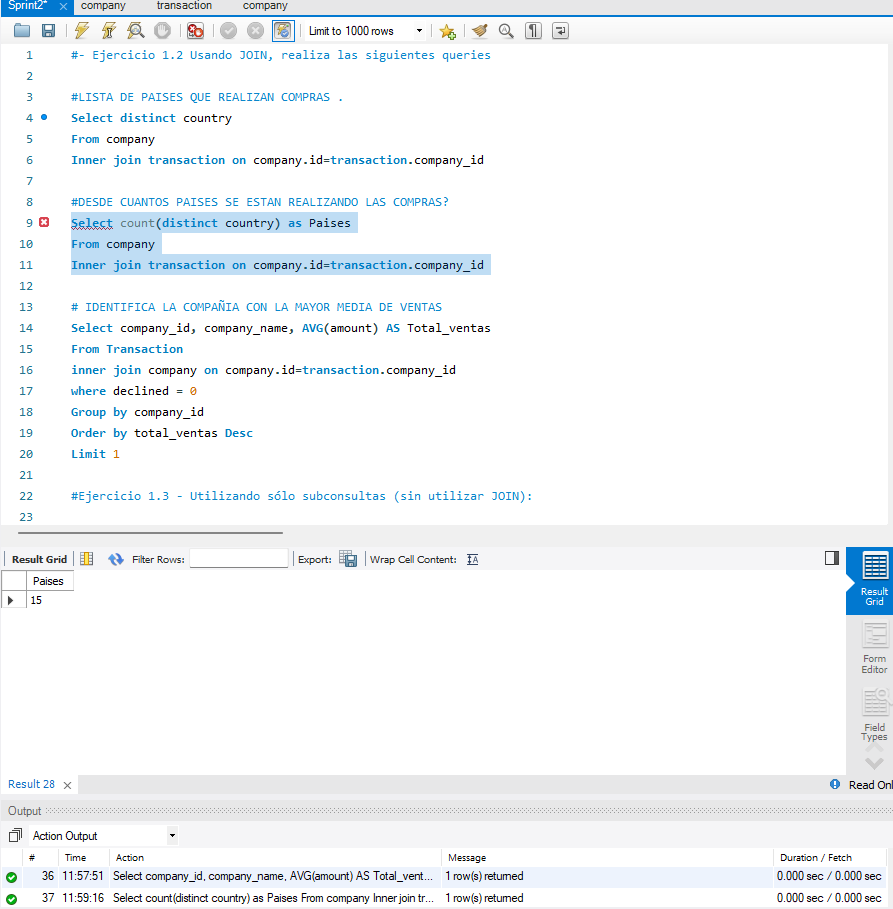 Sprint2* × company transaction company
Limit to 1000 rows
1 #- Ejercicio 1.2 Usando JOIN, realiza las siguientes queries
2
3 #LISTA DE PAISES QUE REALIZAN COMPRAS .
4 Select distinct country
5 From company
6 Inner join transaction on company.id=transaction.company_id
7
8 #DESDE CUANTOS PAISES SE ESTAN REALIZANDO LAS COMPRAS?
9 Select count(distinct country) as Paises
10 From company
11 Inner join transaction on company.id=transaction.company_id
12
13 # IDENTIFICA LA COMPAÑIA CON LA MAYOR MEDIA DE VENTAS
14 Select company_id, company_name, AVG(amount) AS Total_ventas
15 From Transaction
16 inner join company on company.id=transaction.company_id
17 where declined = 0
18 Group by company_id
19 Order by total_ventas Desc
20 Limit 1
21
22 #Ejercicio 1.3 - Utilizando sólo subconsultas (sin utilizar JOIN):
23
Result Grid Filter Rows: Export: Wrap Cell Content:
Paises
15
Result
Grid
Form
Editor
Field
Types
Result 28 × Read Onl
Output
Action Output
# Time Action Message Duration / Fetch
36 11:57:51 Select company_id, company_name, AVG(amount) AS Total_vent... 1 row(s) returned 0.000 sec / 0.000 sec
37 11:59:16 Select count(distinct country) as Paises From company Inner join tr... 1 row(s) returned 0.000 sec / 0.000 sec